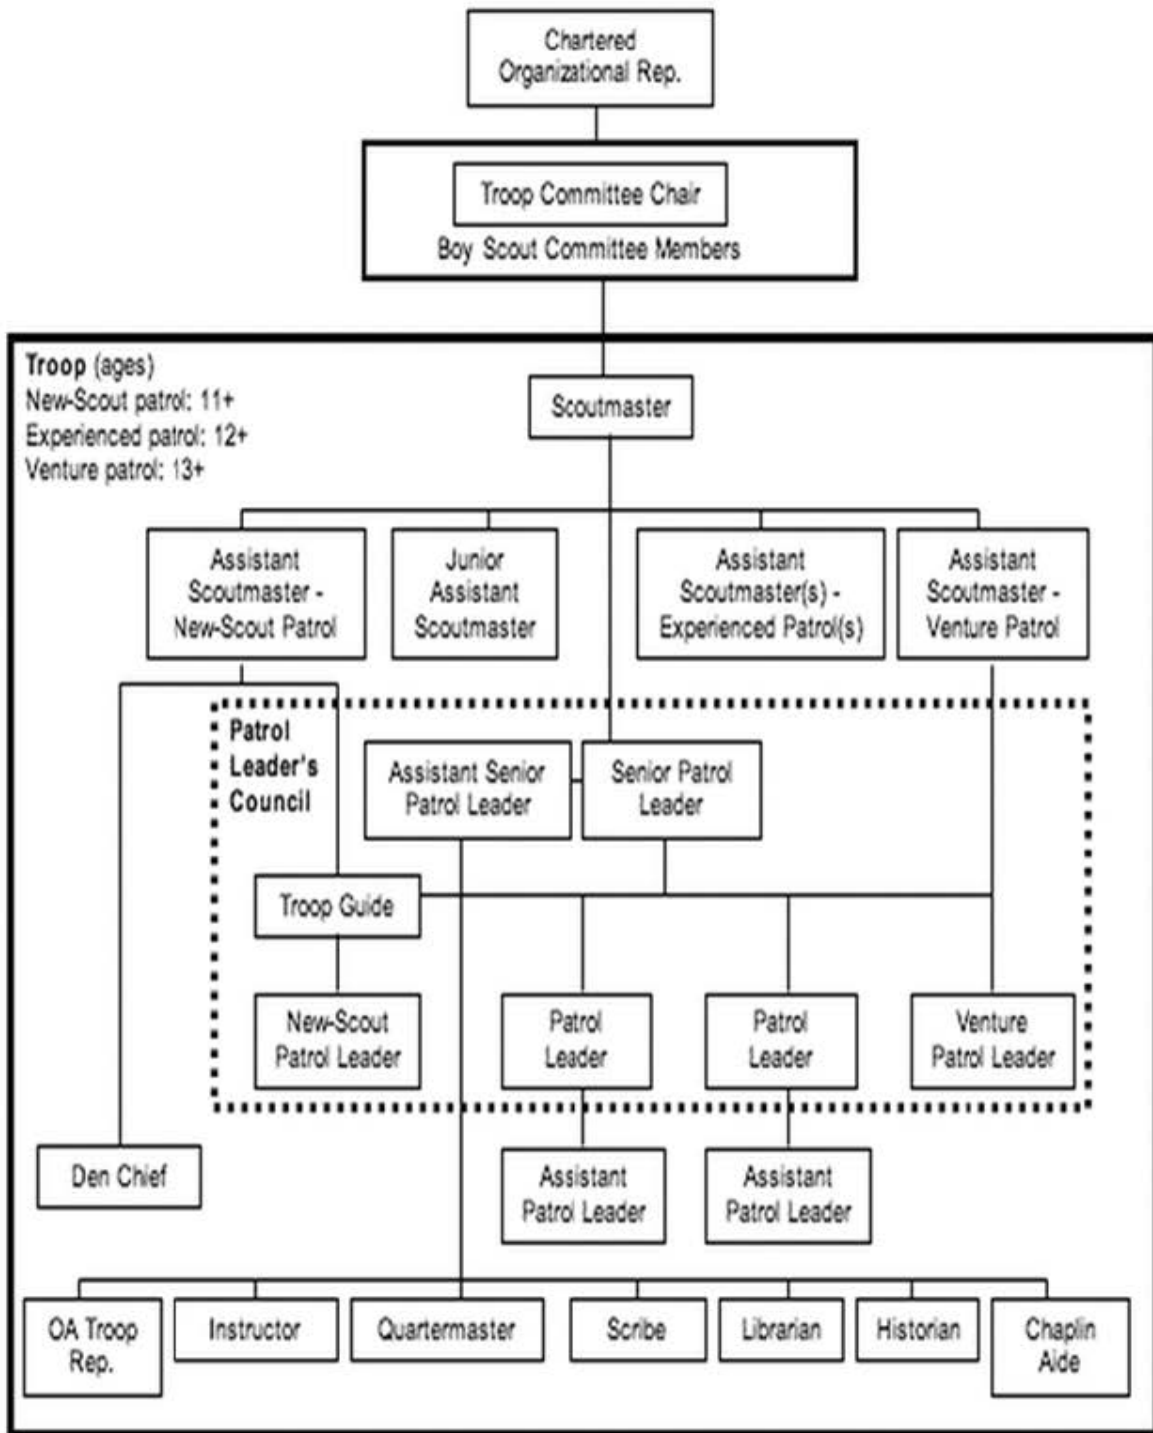 Chartered
Organizational Rep.
Troop Committee Chair
Boy Scout Committee Members
Troop (ages)
New-Scout patrol: 11+
Experienced patrol: 12+
Venture patrol: 13+
Scoutmaster
Assistant
Scoutmaster -
New-Scout Patrol
Junior
Assistant
Scoutmaster
Assistant
Scoutmaster(s) -
Experienced Patrol(s)
Assistant
Scoutmaster -
Venture Patrol
Patrol
Leader's
Council
Assistant Senior
Patrol Leader
Senior Patrol
Leader
Troop Guide
New-Scout
Patrol Leader
Patrol
Leader
Patrol
Leader
Venture
Patrol Leader
Den Chief
Assistant
Patrol Leader
Assistant
Patrol Leader
OA Troop
Rep.
Instructor
Quartermaster
Scribe
Librarian
Historian
Chaplin
Aide